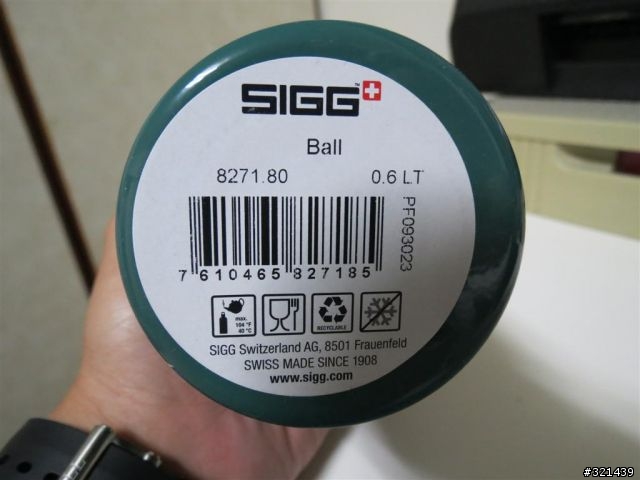 SIGG™
Ball
8271.80 0.6 LT
PF093023
7 610465 827185
max.
104 °F
40 °C
RECYCLABLE
SIGG Switzerland AG, 8501 Frauenfeld
SWISS MADE SINCE 1908
www.sigg.com
#321439